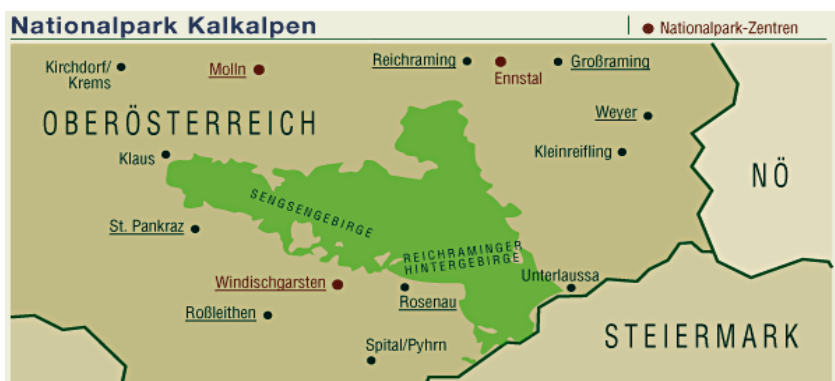 Nationalpark Kalkalpen
Nationalpark-Zentren
Kirchdorf/
Krems
Molln
Reichraming
Ennstal
Großraming
OBERÖSTERREICH
Weyer
Klaus
Kleinreifling
NÖ
SENGSENGEBIRGE
St. Pankraz
REICHRAMINGER
HINTERGEBIRGE
Unterlaussa
Windischgarsten
Rosenau
Roßleithen
STEIERMARK
Spital/Pyhrn